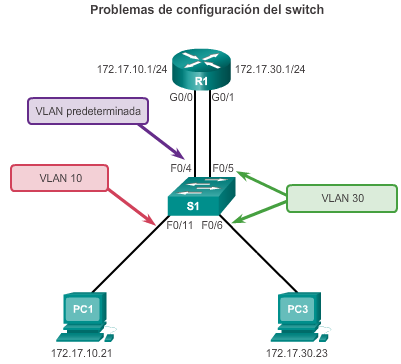 Problemas de configuración del switch
172.17.10.1/24
R1
172.17.30.1/24
G0/0
G0/1
VLAN predeterminada
F0/4
F0/5
VLAN 10
VLAN 30
S1
F0/11
F0/6
PC1
PC3
172.17.10.21
172.17.30.23